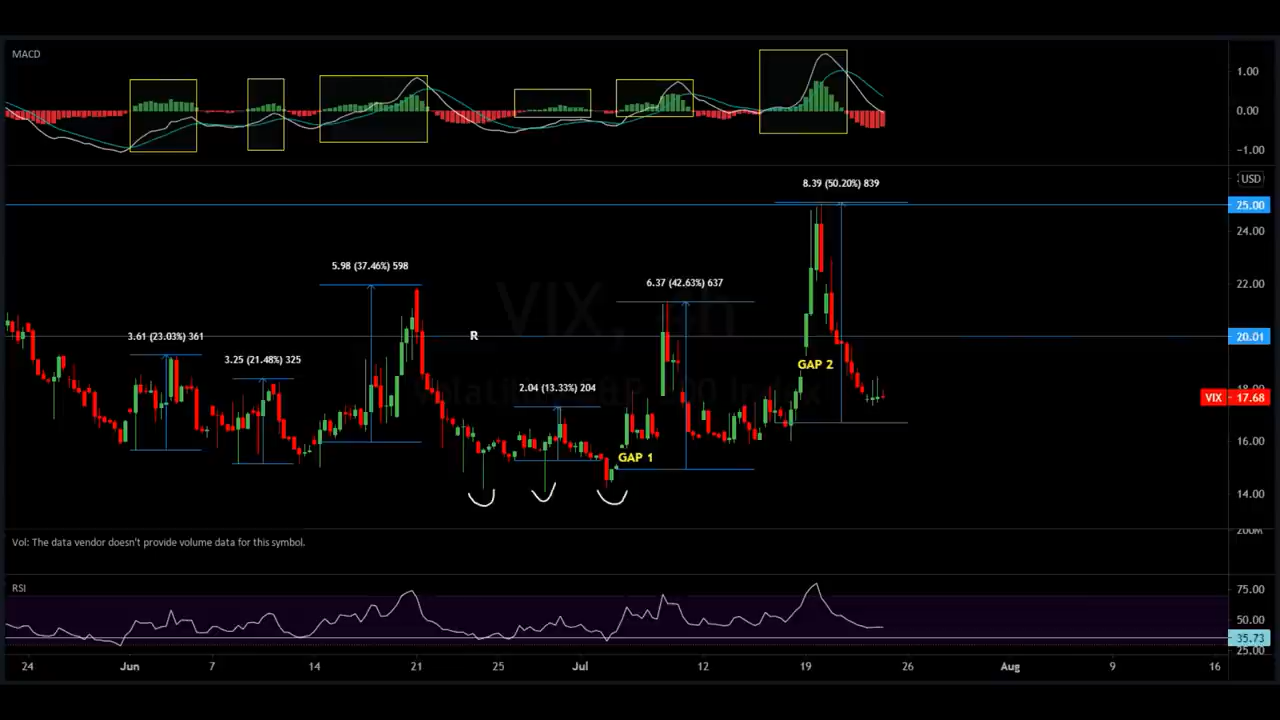 MACD
1.00
0.00
−1.00
USD
8.39 (50.20%) 839
25.00
24.00
5.98 (37.46%) 598
6.37 (42.63%) 637
22.00
3.61 (23.03%) 361
R
20.01
3.25 (21.48%) 325
GAP 2
2.04 (13.33%) 204
18.00
VIX 17.68
16.00
GAP 1
14.00
200M
Vol: The data vendor doesn't provide volume data for this symbol.
RSI
75.00
50.00
35.73
25.00
24 Jun 7 14 21 25 Jul 12 19 26 Aug 9 16